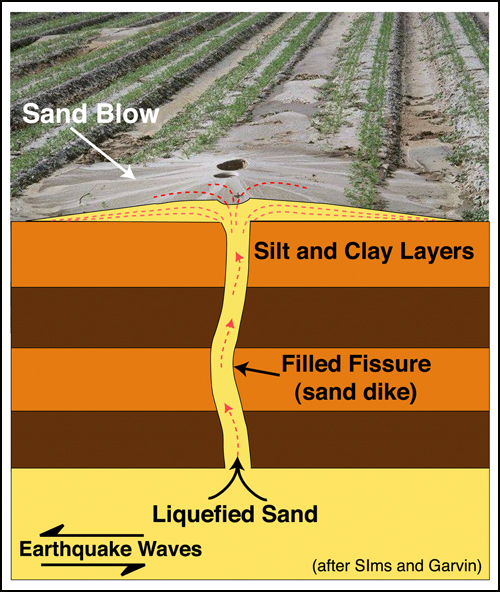 Sand Blow
Silt and Clay Layers
Filled Fissure
(sand dike)
Liquefied Sand
Earthquake Waves
(after SIms and Garvin)